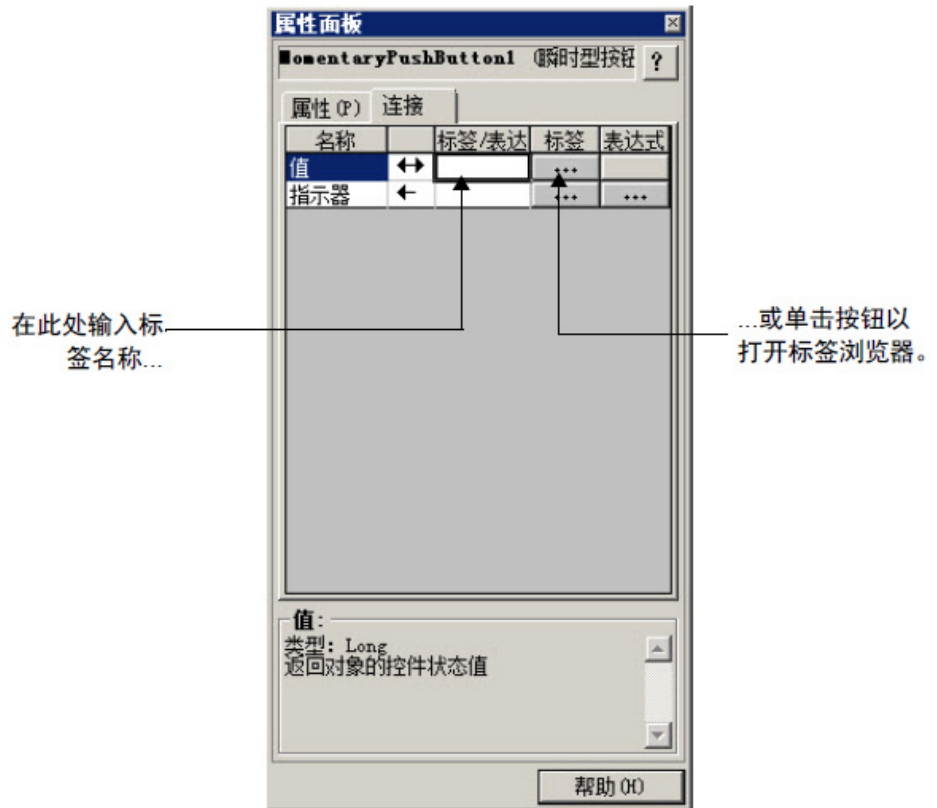 属性面板
MomentaryPushButton1 (瞬时型按钮
?
属性(P) 连接
名称 标签/表达 标签 表达式
值 ...
指示器 ... ...
在此处输入标
签名称...
...或单击按钮以
打开标签浏览器。
值:
类型: Long
返回对象的控件状态值
帮助(H)